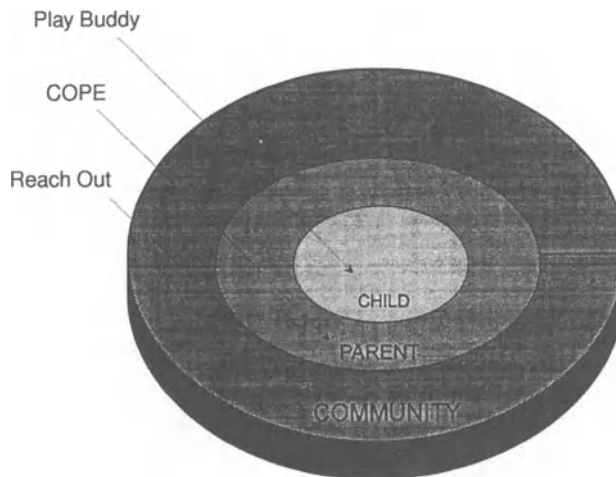 Play Buddy
COPE
Reach Out
CHILD
PARENT
COMMUNITY